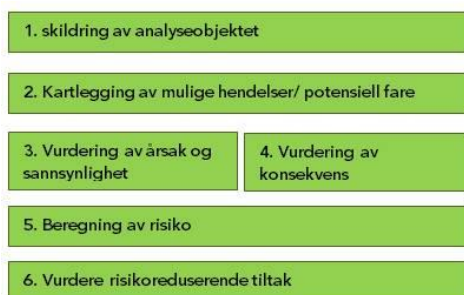 1. skildring av analyseobjektet
2. Kartlegging av mulige hendelser/ potensiell fare
3. Vurdering av årsak og
sannsynlighet
4. Vurdering av
konsekvens
5. Beregning av risiko
6. Vurdere risikoreduserende tiltak